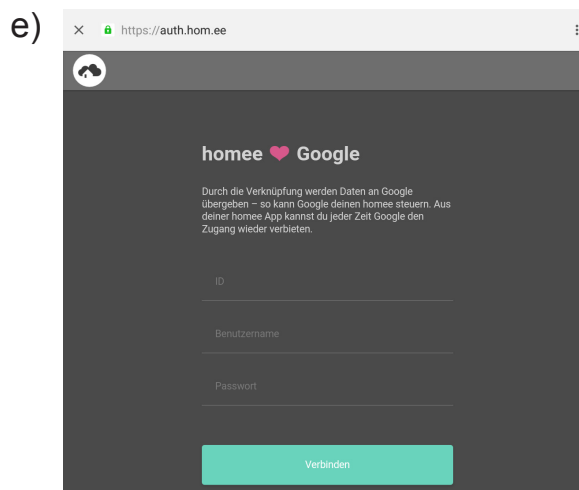 e)
https://auth.hom.ee
homee ❤ Google
Durch die Verknüpfung werden Daten an Google
übergeben – so kann Google deinen homee steuern. Aus
deiner homee App kannst du jeder Zeit Google den
Zugang wieder verbieten.
ID
Benutzername
Passwort
Verbinden